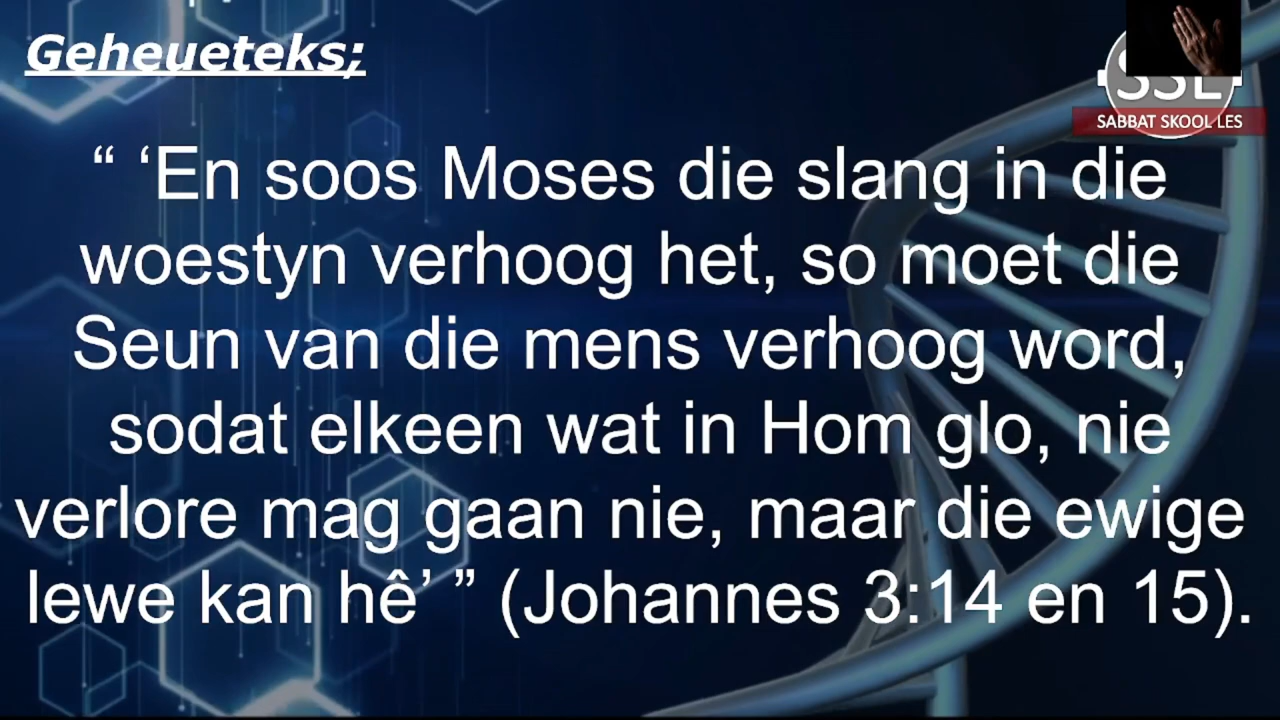 Geheueteks;
SSL
SABBAT SKOOL LES
“ ‘En soos Moses die slang in die
woestyn verhoog het, so moet die
Seun van die mens verhoog word,
sodat elkeen wat in Hom glo, nie
verlore mag gaan nie, maar die ewige
lewe kan hê’ ” (Johannes 3:14 en 15).